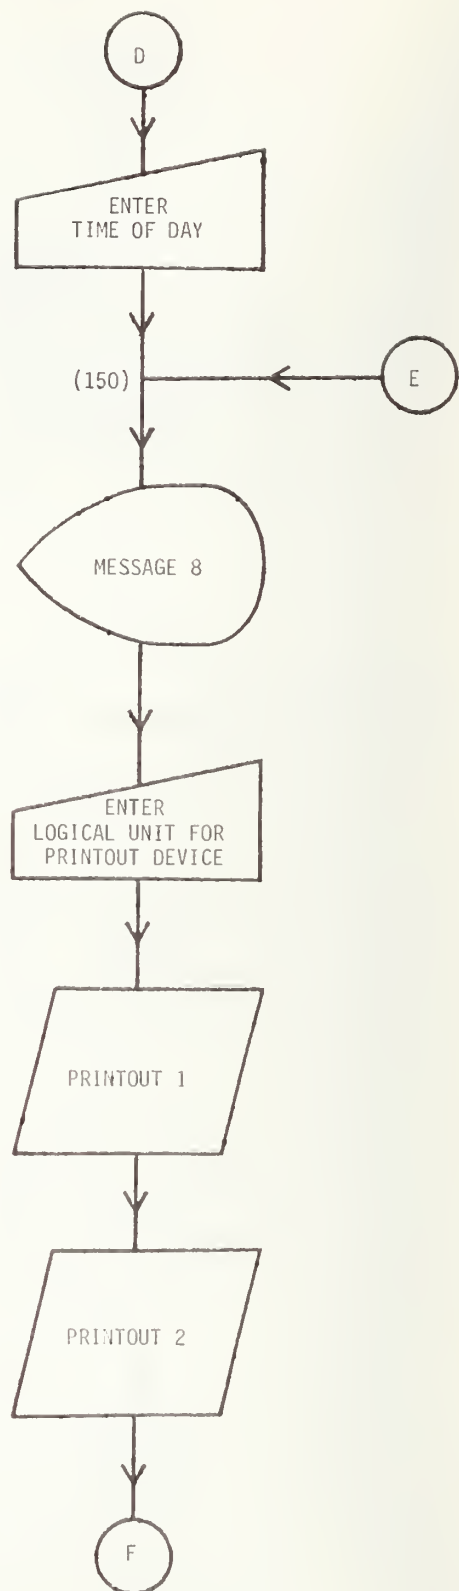 D
ENTER
TIME OF DAY
(150)
E
MESSAGE 8
ENTER
LOGICAL UNIT FOR
PRINTOUT DEVICE
PRINTOUT 1
PRINTOUT 2
F